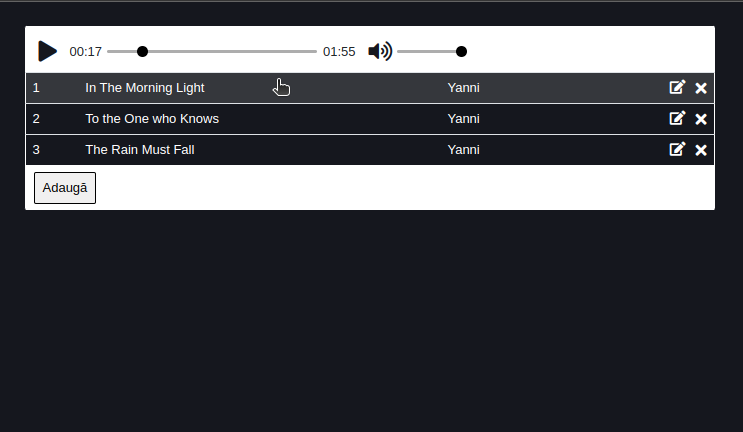 00:17 01:55
1 In The Morning Light Yanni
2 To the One who Knows Yanni
3 The Rain Must Fall Yanni
Adaugă